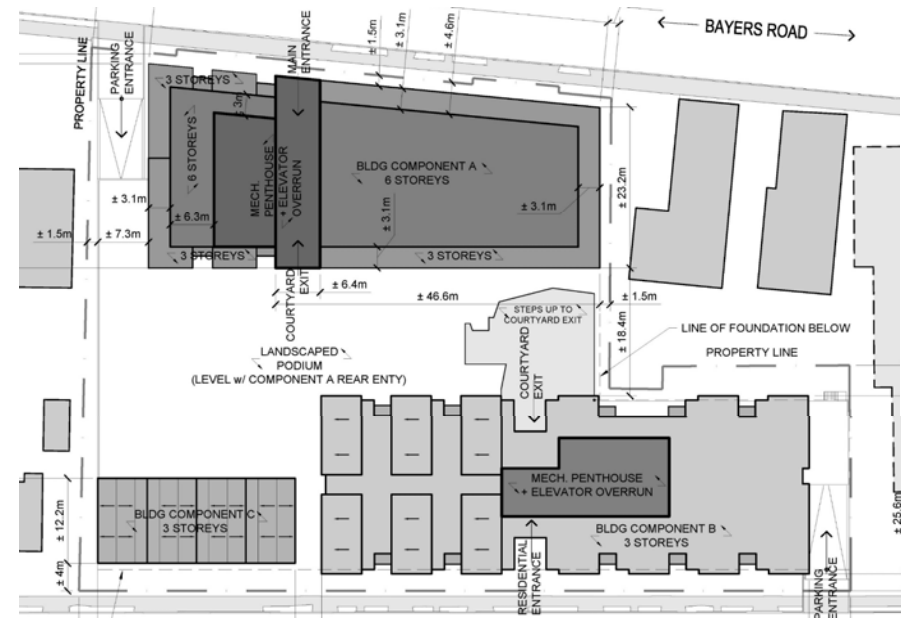 BAYERS ROAD
PROPERTY LINE
PARKING
ENTRANCE
3 STOREYS
MAIN
ENTRANCE
± 1.5m
± 3.1m
± 4.6m
6 STOREYS
MECH.
PENTHOUSE
+ ELEVATOR
OVERRUN
BLDG COMPONENT A
6 STOREYS
± 3.1m
± 6.3m
± 3.1m
± 3.1m
± 23.2m
± 1.5m
± 7.3m
3 STOREYS
3 STOREYS
COURTYARD
EXIT
± 6.4m
± 46.6m
± 1.5m
± 18.4m
STEPS UP TO
COURTYARD EXIT
LINE OF FOUNDATION BELOW
PROPERTY LINE
LANDSCAPED
PODIUM
(LEVEL w/ COMPONENT A REAR ENTY)
COURTYARD
EXIT
MECH. PENTHOUSE
+ ELEVATOR OVERRUN
BLDG COMPONENT C
3 STOREYS
± 12.2m
± 4m
BLDG COMPONENT B
3 STOREYS
± 25.6m
RESIDENTIAL
ENTRANCE
PARKING
ENTRANCE